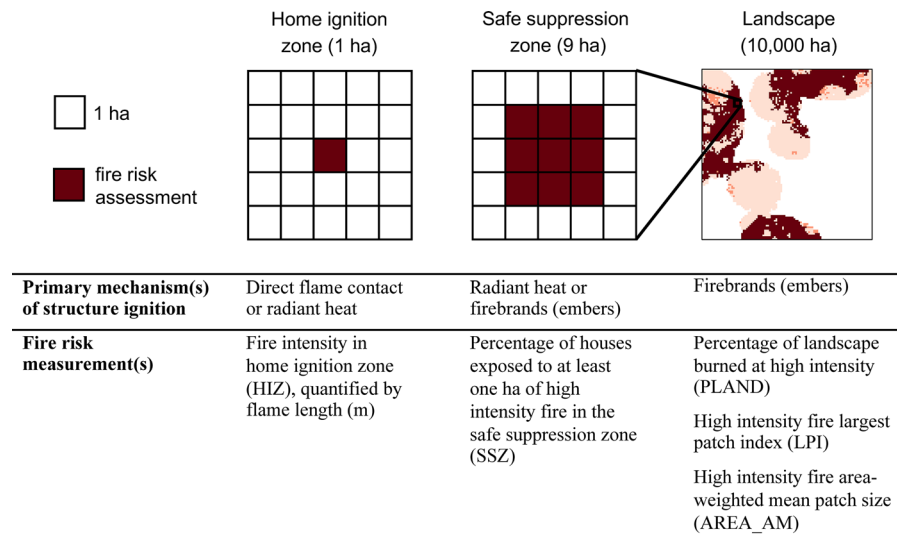 Home ignition
zone (1 ha)
Safe suppression
zone (9 ha)
Landscape
(10,000 ha)
1 ha
fire risk
assessment
Primary mechanism(s)
of structure ignition
Direct flame contact
or radiant heat
Radiant heat or
firebrands (embers)
Firebrands (embers)
Fire risk
measurement(s)
Fire intensity in
home ignition zone
(HIZ), quantified by
flame length (m)
Percentage of houses
exposed to at least
one ha of high
intensity fire in the
safe suppression zone
(SSZ)
Percentage of landscape
burned at high intensity
(PLAND)
High intensity fire largest
patch index (LPI)
High intensity fire area-
weighted mean patch size
(AREA_AM)